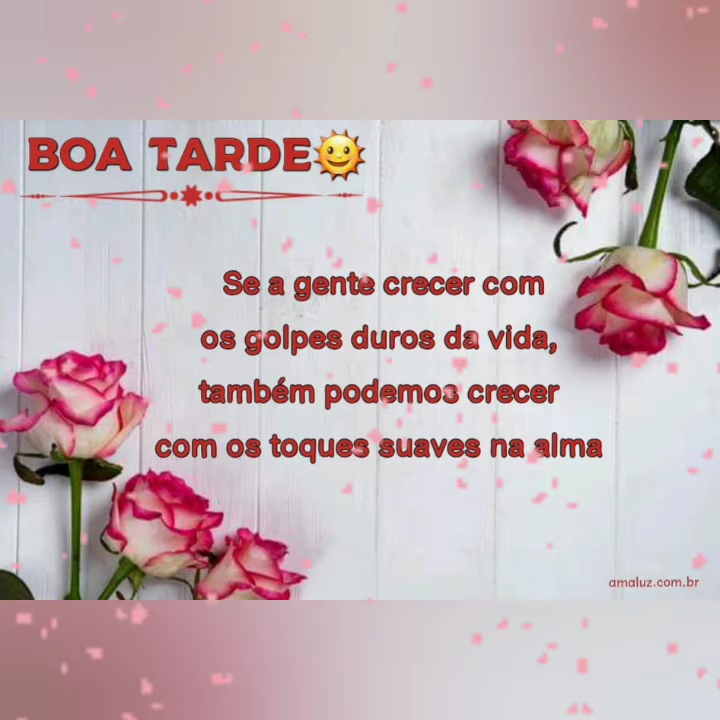 BOA TARDE🌞
Se a gente crecer com
os golpes duros da vida,
também podemos crecer
com os toques suaves na alma
amaluz.com.br